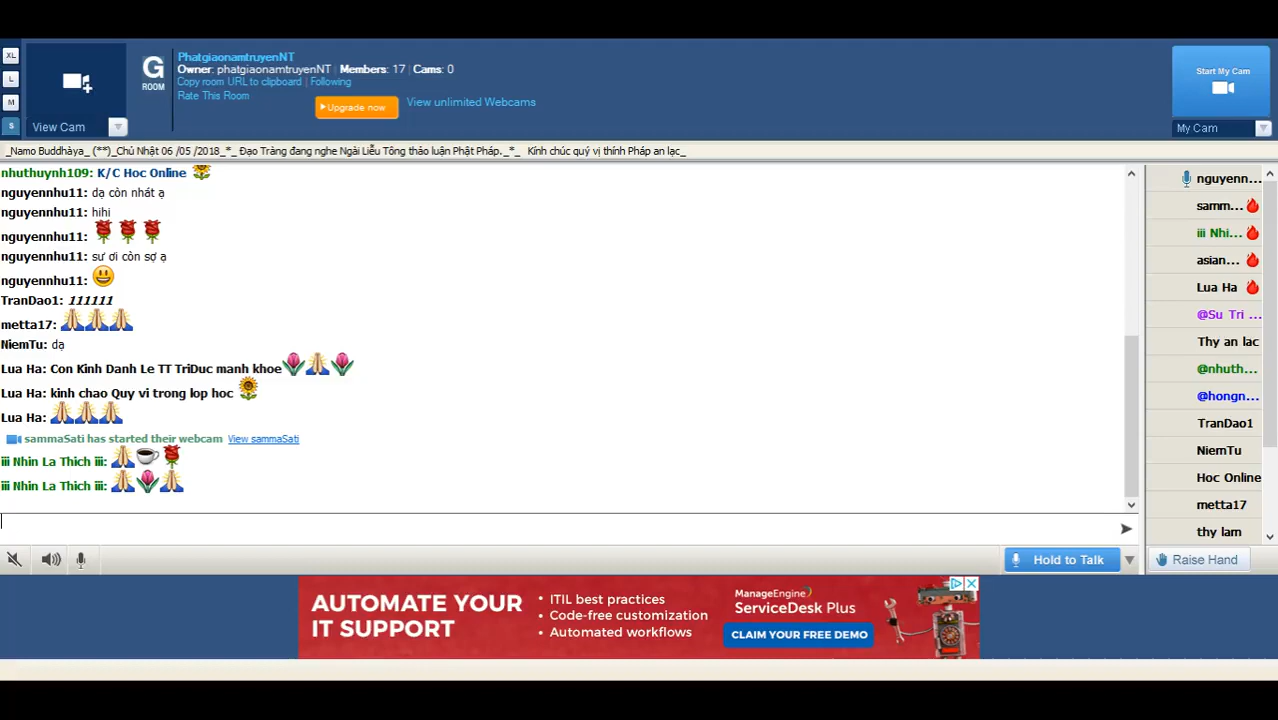 XL
L
M
S
View Cam
G
ROOM
PhatgiaonamtruyenNT
Owner: phatgiaonamtruyenNT | Members: 17 | Cams: 0
Copy room URL to clipboard | Following
Rate This Room
Upgrade now
View unlimited Webcams
Start My Cam
My Cam
_Namo Buddhàya_ (**)_Chủ Nhật 06 /05 /2018_*_ Đạo Tràng đang nghe Ngài Liễu Tông thảo luận Phật Pháp._*_ Kính chúc quý vị thính Pháp an lạc_
nhuthuynh109: K/C Hoc Online
nguyennhu11: dạ còn nhát ạ
nguyennhu11: hihi
nguyennhu11:
nguyennhu11: sư ơi còn sợ ạ
nguyennhu11:
TranDao1: 111111
metta17:
NiemTu: dạ
Lua Ha: Con Kinh Danh Le TT TriDuc manh khoe
Lua Ha: kinh chao Quy vi trong lop hoc
Lua Ha:
sammaSati has started their webcam View sammaSati
iii Nhin La Thich iii:
iii Nhin La Thich iii:
nguyenn...
samm...
iii Nhi...
asian...
Lua Ha
@Su Tri ...
Thy an lac
@nhuth...
@hongn...
TranDao1
NiemTu
Hoc Online
metta17
thy lam
Hold to Talk
Raise Hand
AUTOMATE YOUR
IT SUPPORT
• ITIL best practices
• Code-free customization
• Automated workflows
ManageEngine
ServiceDesk Plus
CLAIM YOUR FREE DEMO